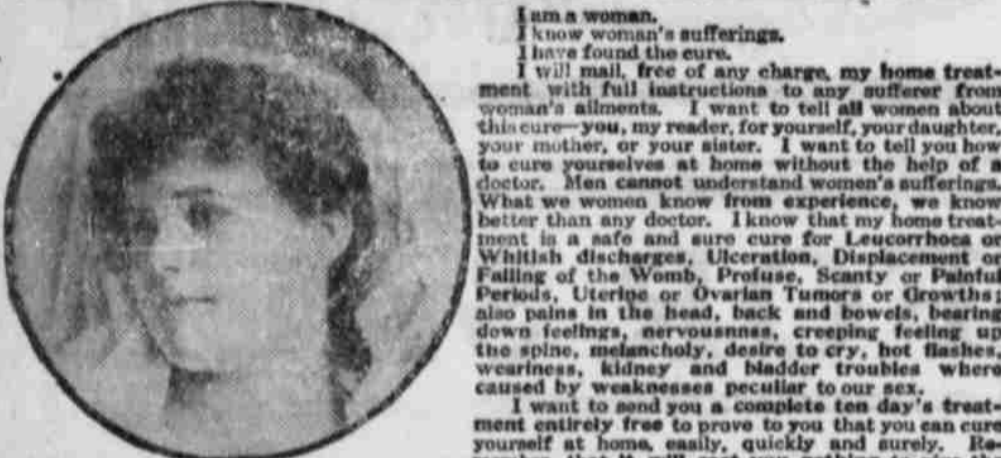 I am a woman.
I know woman's sufferings.
I have found the cure.
I will mail, free of any charge, my home treat-
ment with full instructions to any sufferer from
woman's ailments. I want to tell all women about
this cure—you, my reader, for yourself, your daughter,
your mother, or your sister. I want to tell you how
to cure yourselves at home without the help of a
doctor. Men cannot understand women's sufferings.
What we women know from experience, we know
better than any doctor. I know that my home treat-
ment is a safe and sure cure for Leucorrhoea or
Whitish discharges, Ulceration, Displacement or
Falling of the Womb, Profuse, Scanty or Painful
Periods, Uterine or Ovarian Tumors or Growths;
also pains in the head, back and bowels, bearing
down feelings, nervousnnss, creeping feeling up
the spine, melancholy, desire to cry, hot flashes,
weariness, kidney and bladder troubles where
caused by weaknesses peculiar to our sex.
I want to send you a complete ten day's treat-
ment entirely free to prove to you that you can cure
yourself at home, easily, quickly and surely. Re-